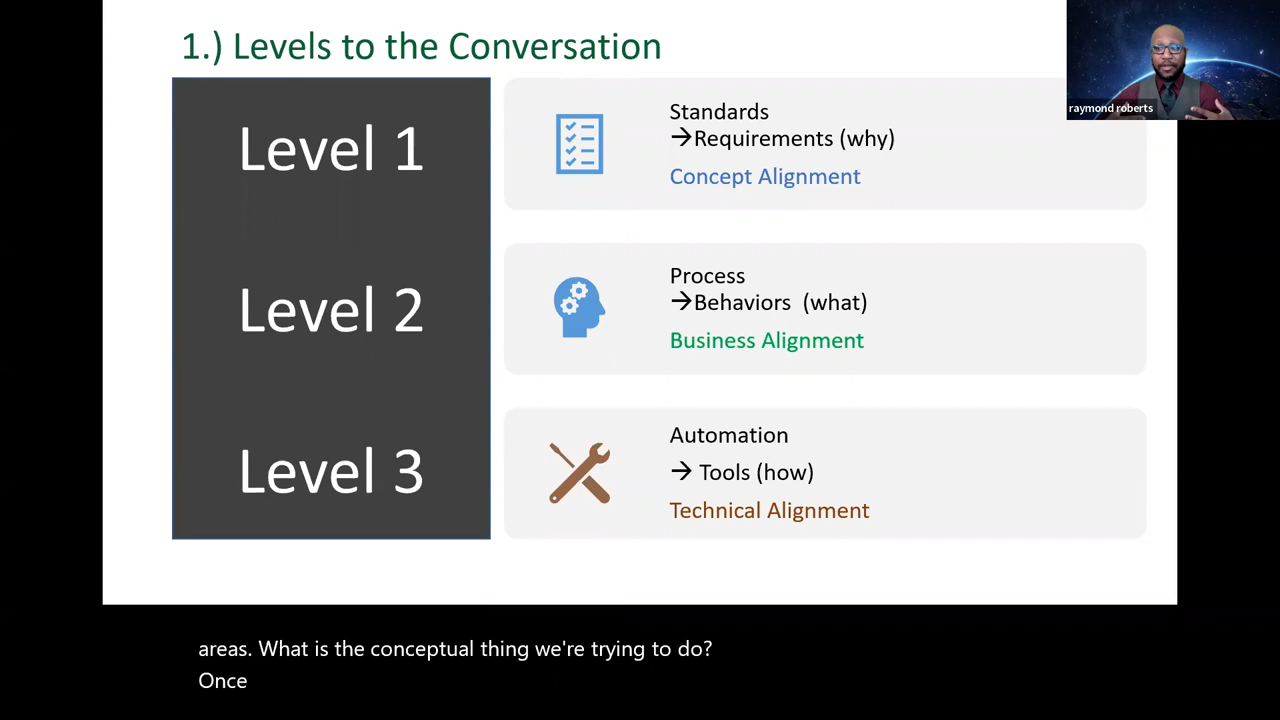 1.) Levels to the Conversation
raymond roberts
Level 1
Standards
→Requirements (why)
Concept Alignment
Level 2
Process
→Behaviors  (what)
Business Alignment
Level 3
Automation
→ Tools (how)
Technical Alignment
areas. What is the conceptual thing we're trying to do?
Once